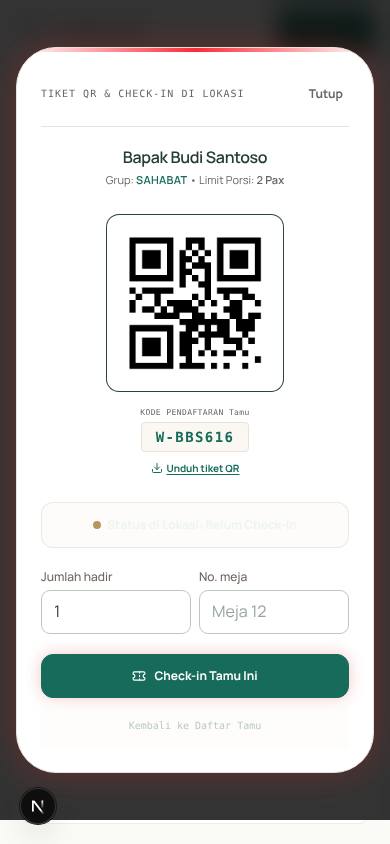 TIKET QR & CHECK-IN DI LOKASI
Tutup
Bapak Budi Santoso
Grup: SAHABAT • Limit Porsi: 2 Pax
KODE PENDAFTARAN Tamu
W-BBS616
Unduh tiket QR
Status di Lokasi: Belum Check-In
Jumlah hadir
No. meja
1
Meja 12
Check-in Tamu Ini
Kembali ke Daftar Tamu
N